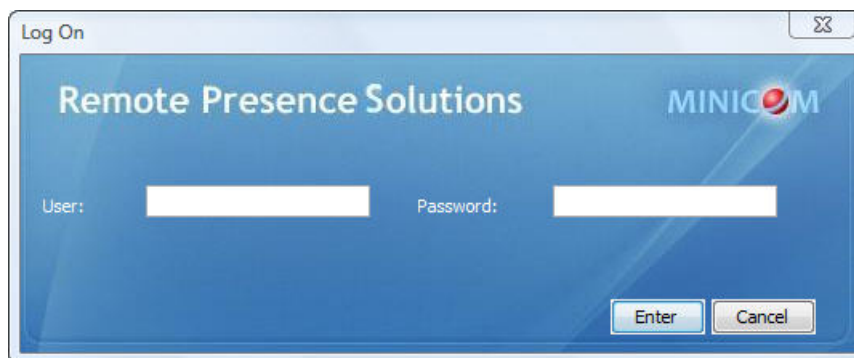 Log On
Remote Presence Solutions
MINICOM
User:
Password:
Enter
Cancel